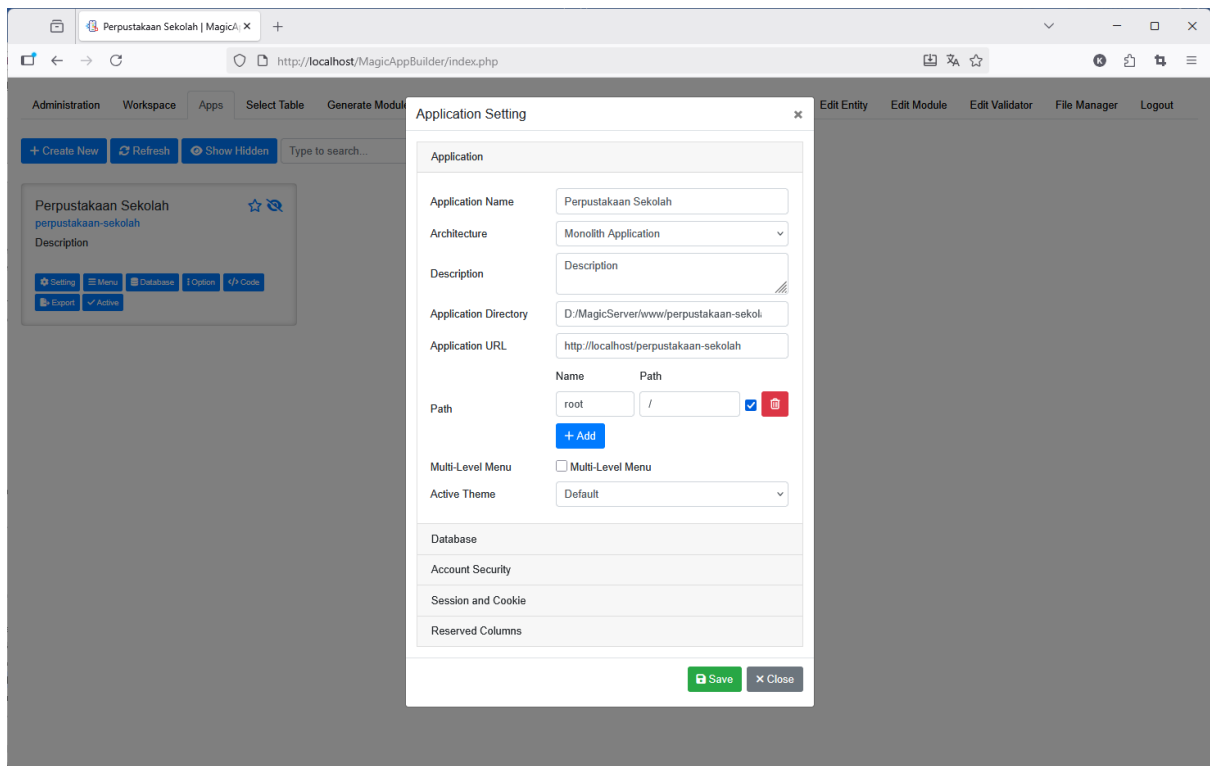 Perpustakaan Sekolah | MagicA
http://localhost/MagicAppBuilder/index.php
Administration Workspace Apps Select Table Generate Module Edit Entity Edit Module Edit Validator File Manager Logout
+ Create New Refresh Show Hidden Type to search...
Perpustakaan Sekolah
perpustakaan-sekolah
Description
Setting Menu Database Option </> Code
Export Active
Application Setting ×
Application
Application Name Perpustakaan Sekolah
Architecture Monolith Application
Description Description
Application Directory D:/MagicServer/www/perpustakaan-sekol
Application URL http://localhost/perpustakaan-sekolah
Name Path
Path root /
+ Add
Multi-Level Menu Multi-Level Menu
Active Theme Default
Database
Account Security
Session and Cookie
Reserved Columns
Save × Close
K